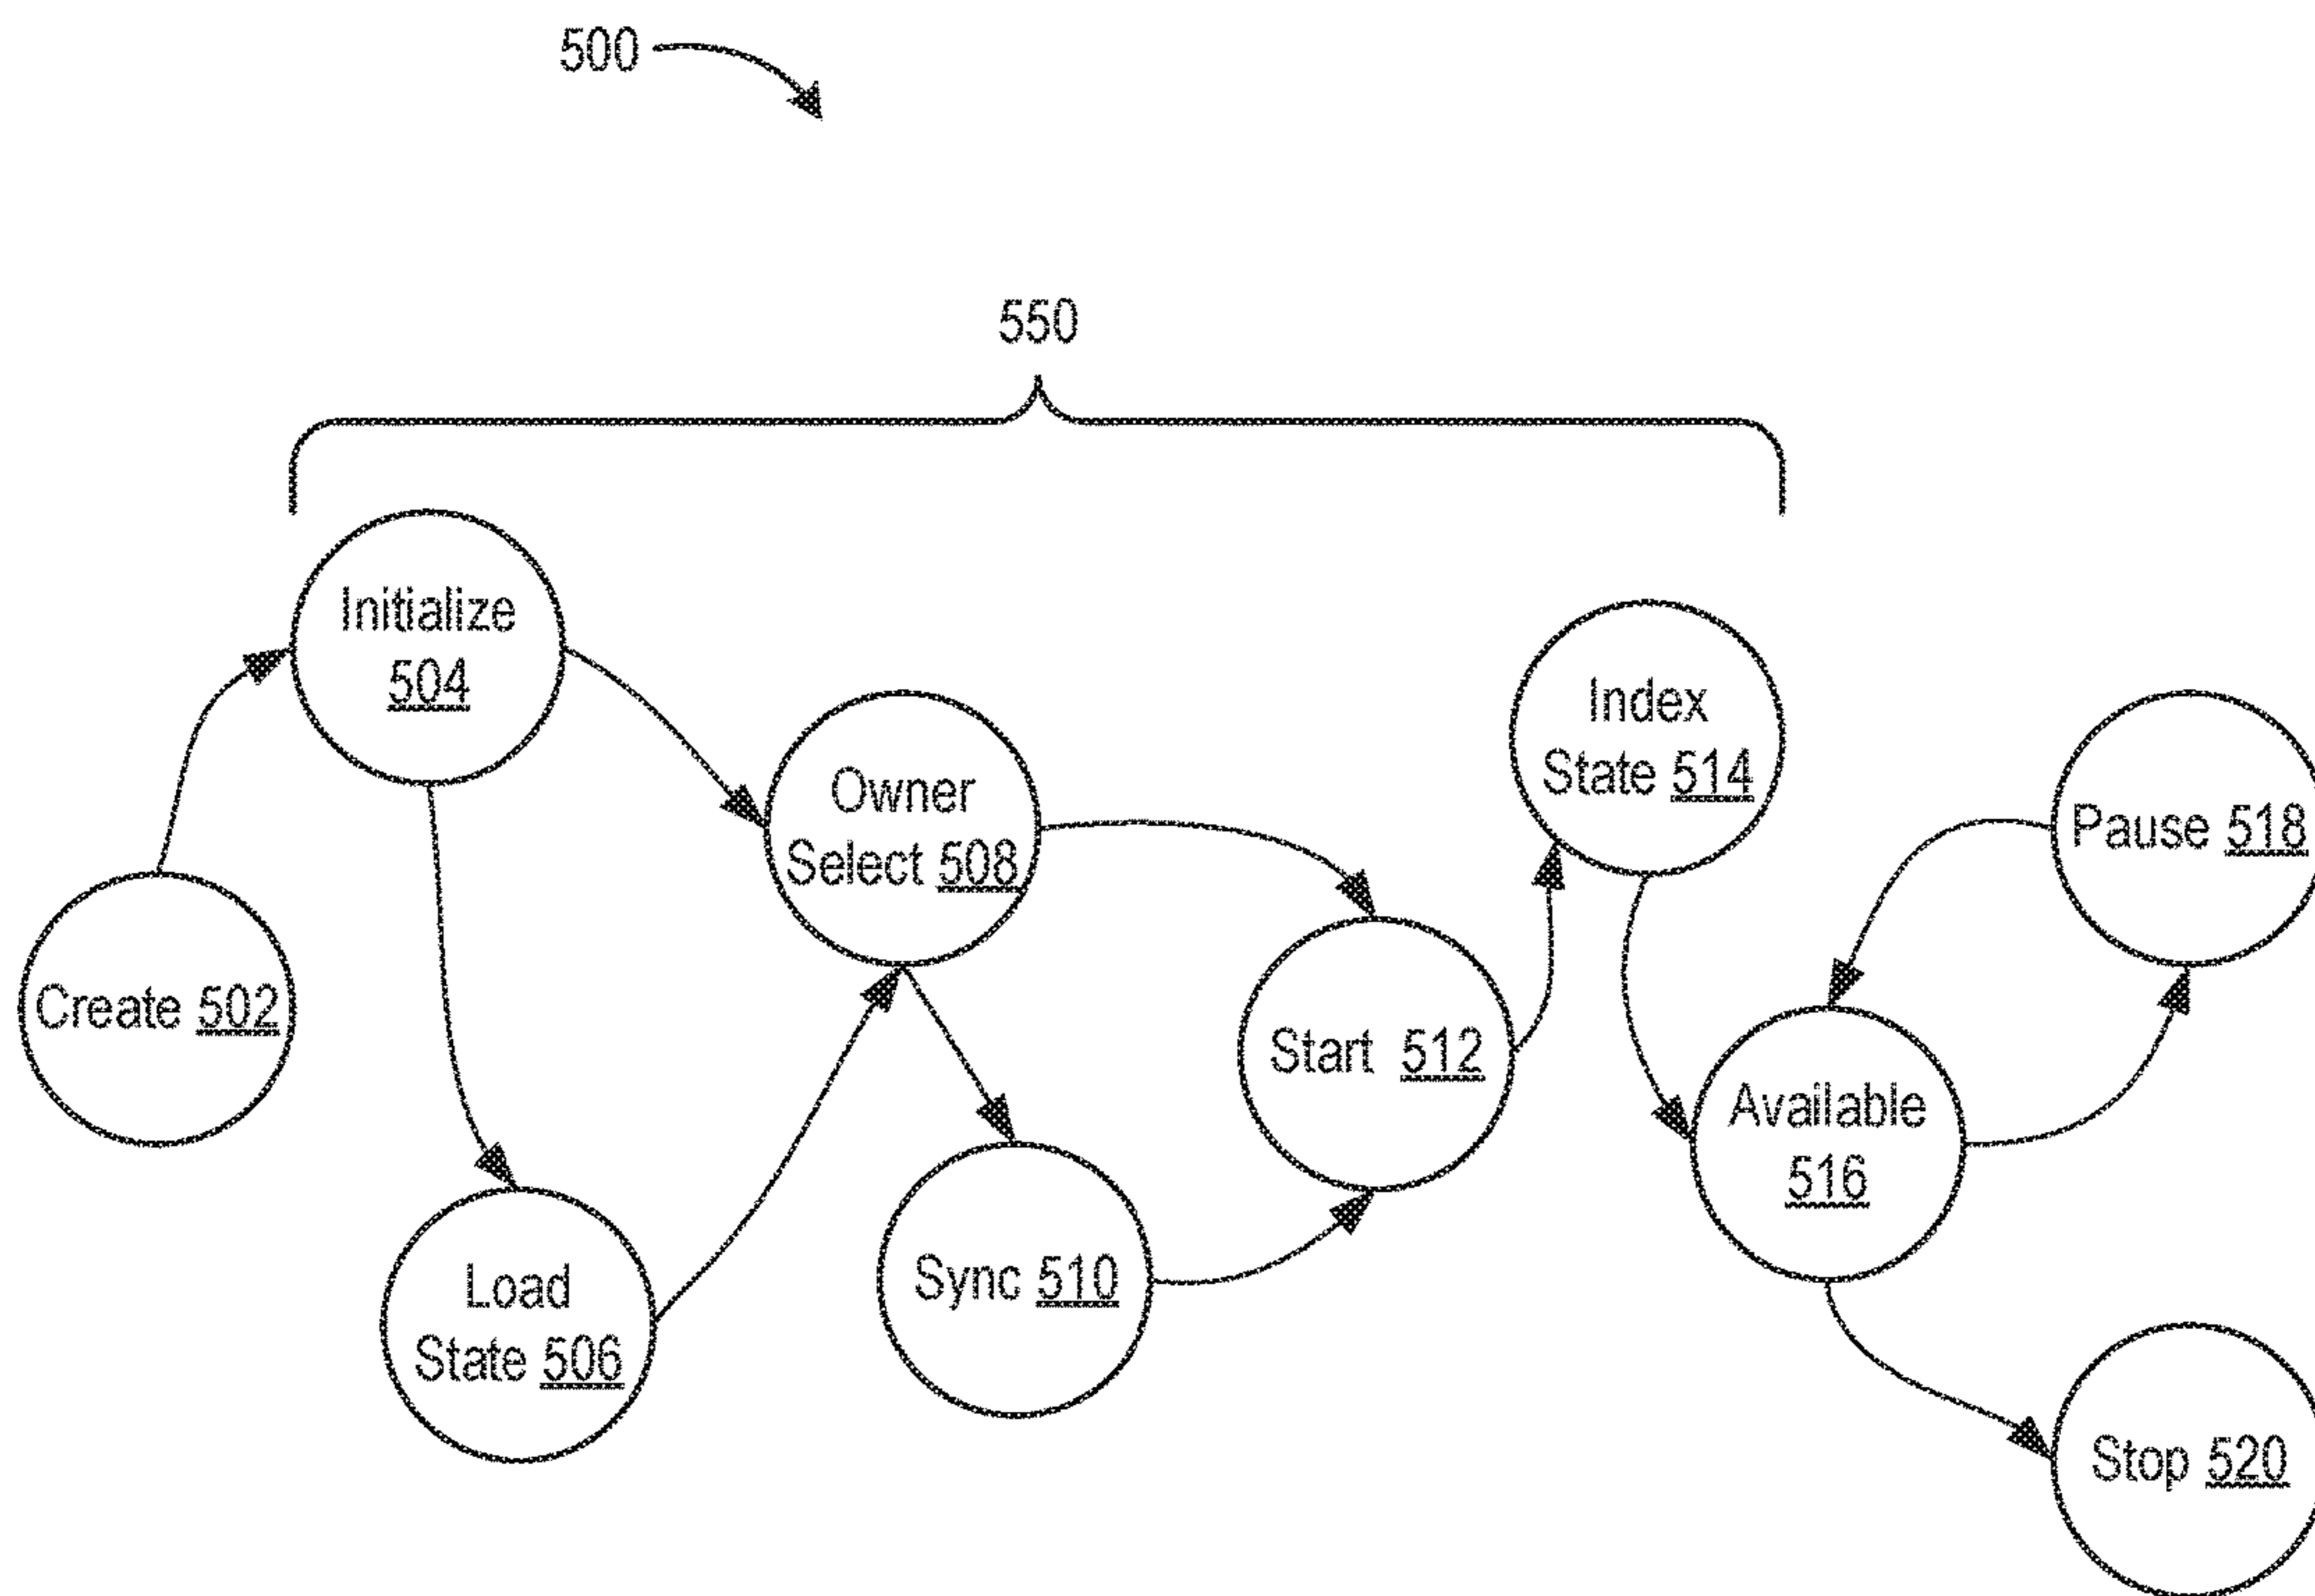 500
550
Initialize
504
Index
State 514
Owner
Select 508
Pause 518
Create 502
Start 512
Available
516
Load
State 506
Sync 510
Stop 520